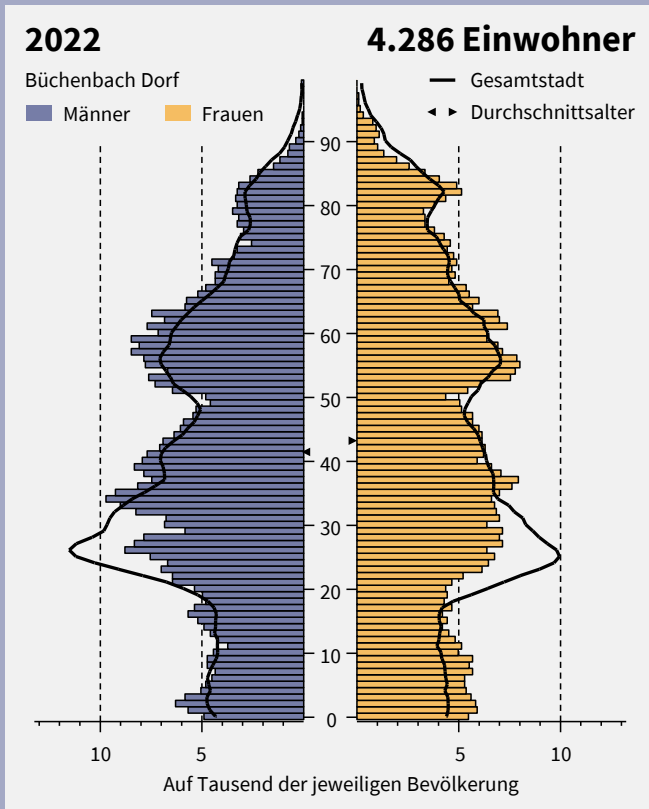 2022
4.286 Einwohner
Büchenbach Dorf
Gesamtstadt
Männer
Frauen
Durchschnittsalter
90
80
70
60
50
40
30
20
10
0
10
5
5
10
Auf Tausend der jeweiligen Bevölkerung